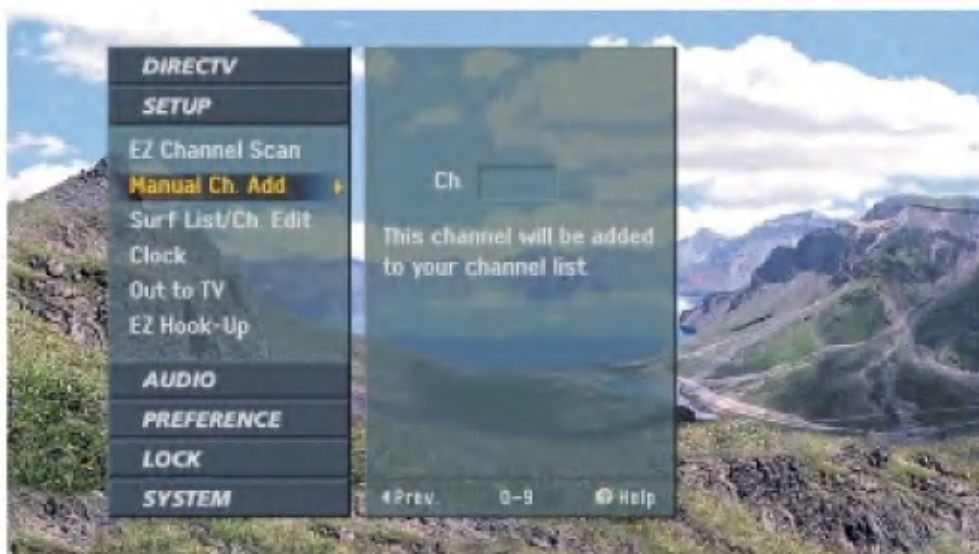 DIRECTV
SETUP
EZ Channel Scan
Manual Ch. Add
Surf List/Ch. Edit
Clock
Out to TV
EZ Hook-Up
AUDIO
PREFERENCE
LOCK
SYSTEM
Ch.
This channel will be added
to your channel list.
Prev.
0-9
Help